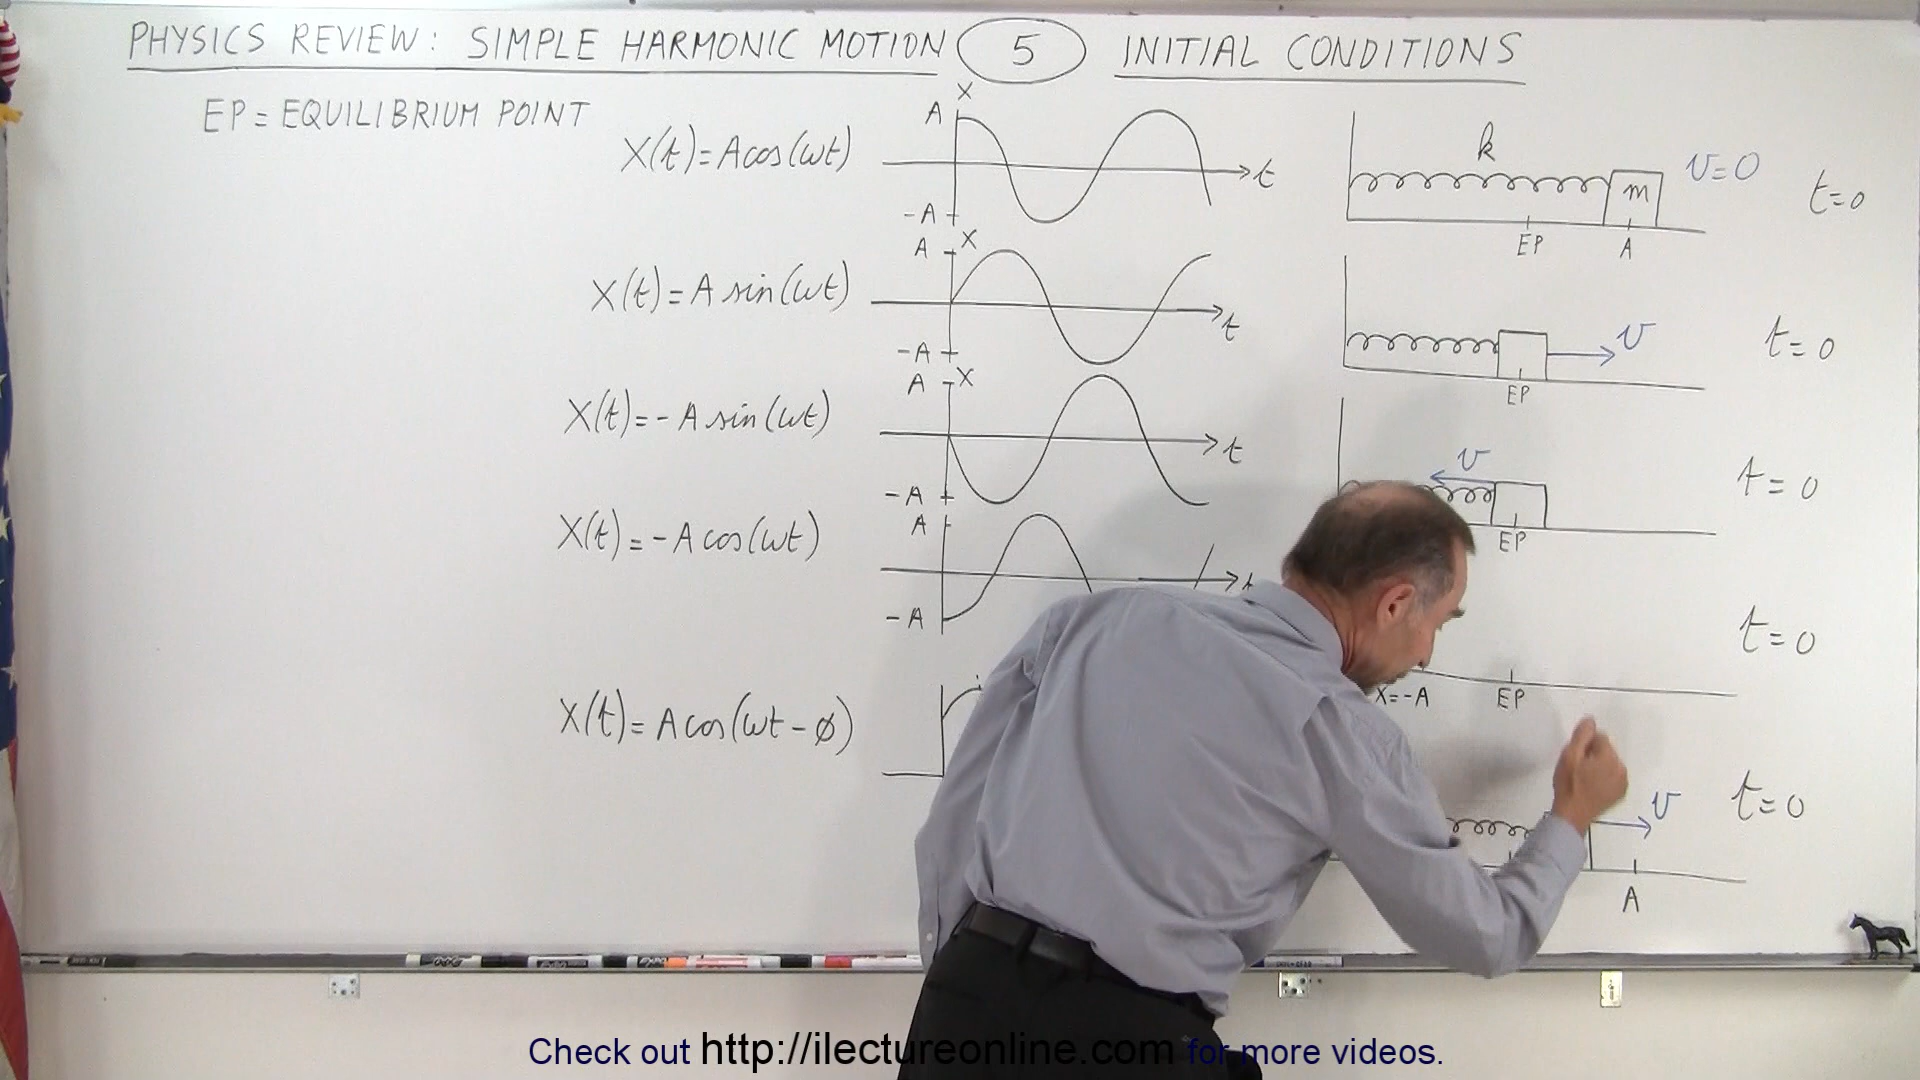 PHYSICS REVIEW: SIMPLE HARMONIC MOTION 5 INITIAL CONDITIONS
EP = EQUILIBRIUM POINT
X(t) = A cos(ωt)
X
A
-A
t
k
m
v=0
EP
A
t=0
X(t) = A sin(ωt)
A
X
-A
t
v
EP
t=0
X(t) = - A sin(ωt)
A
X
-A
t
v
EP
t=0
X(t) = - A cos(ωt)
A
-A
X=-A
EP
t=0
X(t) = A cos(ωt - ø)
v
A
t=0
Check out http://ilectureonline.com for more videos.